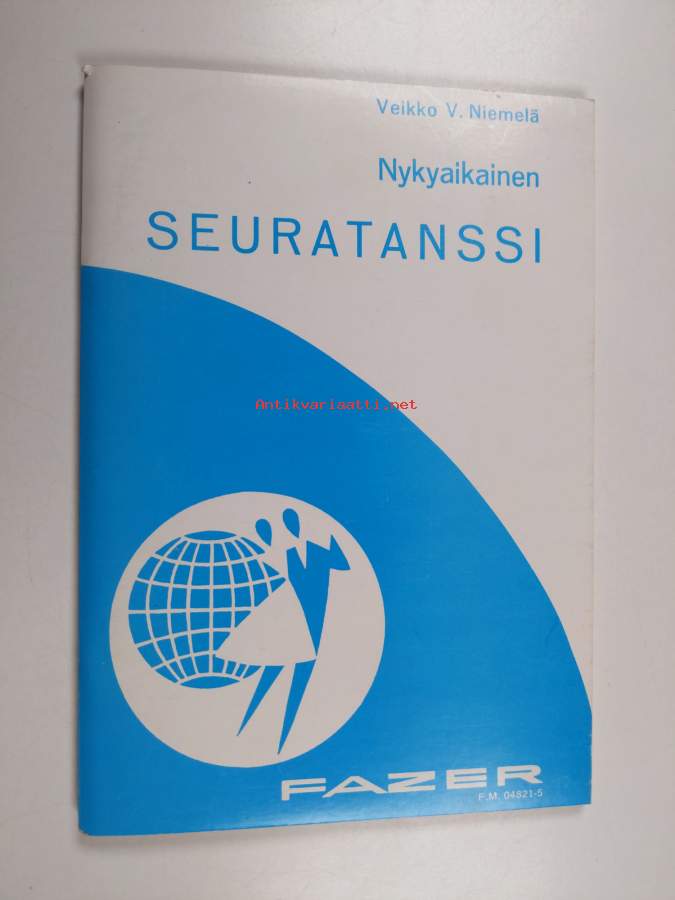 Veikko V. Niemelä
Nykyaikainen
SEURATANSSI
Antikvariaatti.net
FAZER
F.M. 04821-5